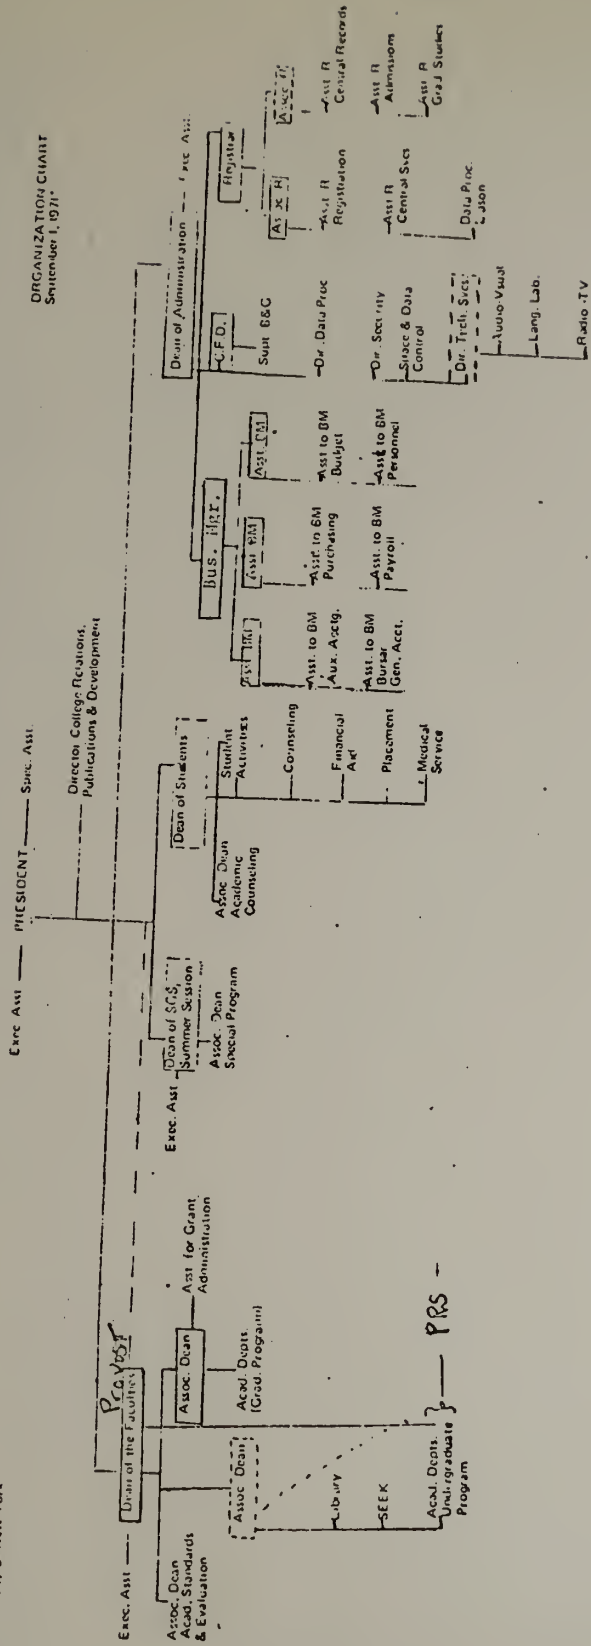 ORGANIZATION CHART
September 1, 1971
Exec Asst
PRESIDENT
Spec. Asst.
Director College Relations,
Publications & Development
Provost
Exec. Asst
Dean of the Faculties
Assoc. Dean
Acad. Standards
& Evaluation
Assoc Dean
Library
SEEK
Acad. Depts.
Undergraduate
Program
} — PRS -
Assoc. Dean
Asst for Grant
Administration
Acad. Depts.
(Grad. Program)
Exec. Asst
Dean of SGS,
Summer Session
Assoc. Dean
Special Program
Dean of Students
Assoc Dean
Academic
Counseling
Student
Activities
Counseling
Financial
Aid
Placement
Medical
Service
Dean of Administration
Exec Asst.
Bus. Mgr.
Asst BM
Asst. to BM
Aux. Acctg.
Asst. to BM
Bursar
Gen. Acct.
Asst BM
Asst. to BM
Purchasing
Asst. to BM
Payroll
Asst. BM
Asst to BM
Budget
Asst to BM
Personnel
C.F.D.
Supt B&G
Dir. Data Proc
Dir. Security
Space & Data
Control
Dir. Tech. Svcs.
Audio-Visual
Lang. Lab.
Radio-TV
Registrar
Assoc R
Asst R
Registration
Asst R
Central Svcs
Data Proc.
Liason
Assoc R
Asst R
Central Records
Asst R
Admissions
Asst R
Grad Studies